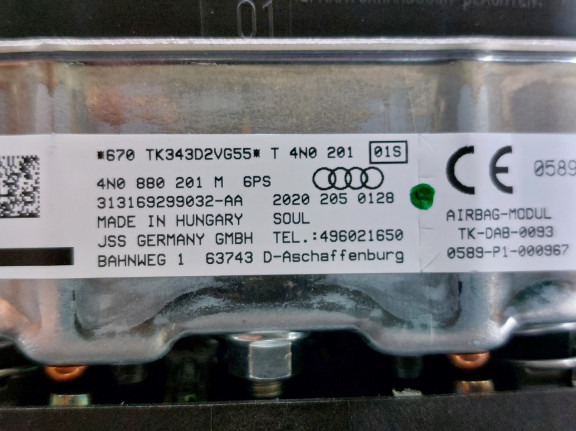 01
*670 TK343D2VG55* T 4N0 201 01S
4N0 880 201 M 6PS
313169299032-AA 2020 205 0128
MADE IN HUNGARY SOUL
JSS GERMANY GMBH TEL.:496021650
BAHNWEG 1 63743 D-Aschaffenburg
CE 0589
AIRBAG-MODUL
TK-DAB-0093
0589-P1-000967